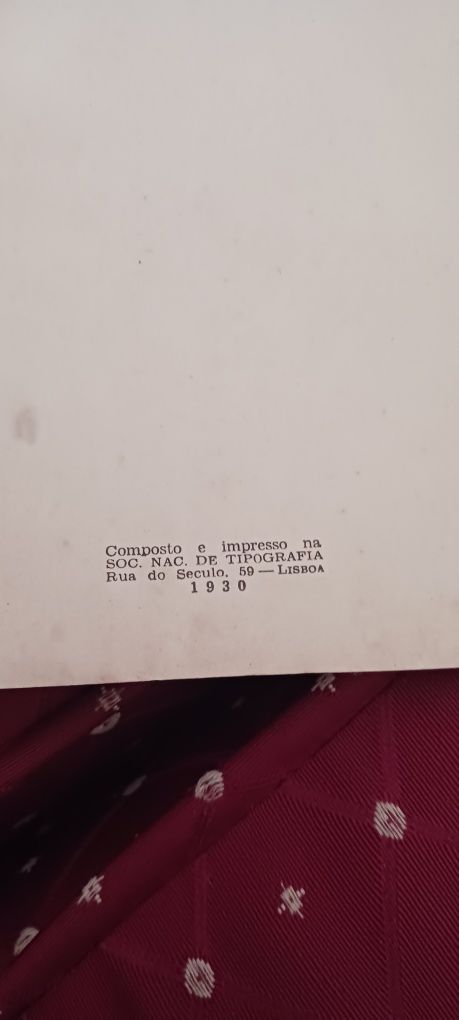 Composto e impresso na
SOC. NAC. DE TIPOGRAFIA
Rua do Seculo, 59 — LISBOA
1930